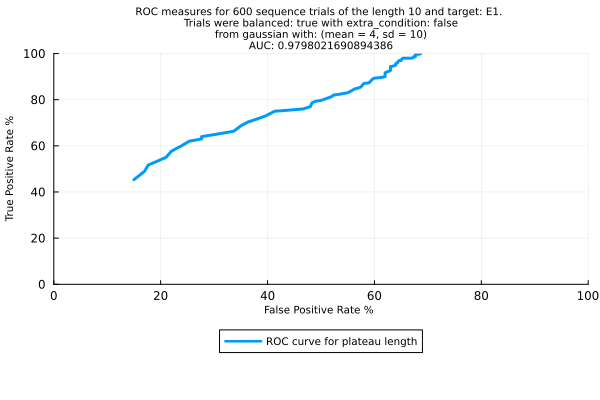 ROC measures for 600 sequence trials of the length 10 and target: E1.
Trials were balanced: true with extra_condition: false
from gaussian with: (mean = 4, sd = 10)
AUC: 0.9798021690894386
100
80
60
40
20
0
True Positive Rate %
0 20 40 60 80 100
False Positive Rate %
ROC curve for plateau length